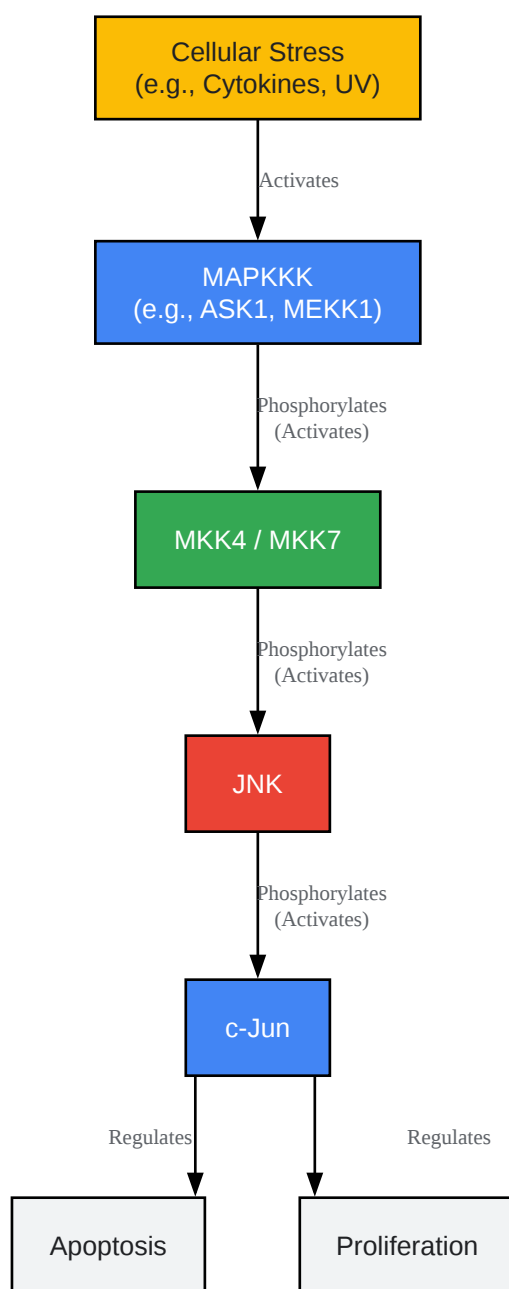 Cellular Stress
(e.g., Cytokines, UV)
Activates
MAPKKK
(e.g., ASK1, MEKK1)
Phosphorylates
(Activates)
MKK4 / MKK7
Phosphorylates
(Activates)
JNK
Phosphorylates
(Activates)
c-Jun
Regulates
Regulates
Apoptosis
Proliferation